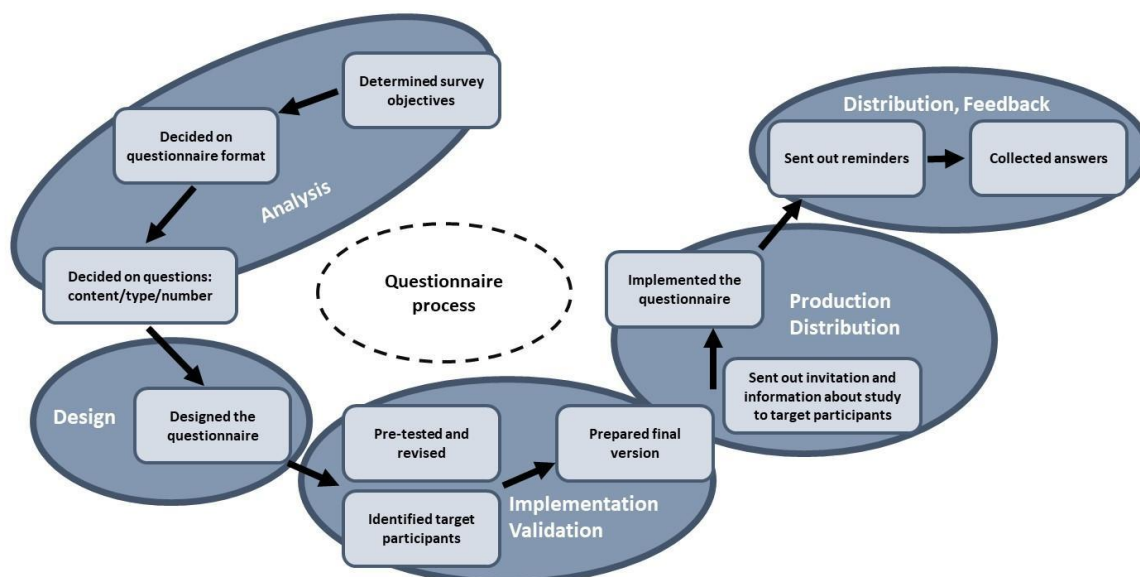 Determined survey
objectives
Decided on
questionnaire format
Analysis
Decided on questions:
content/type/number
Questionnaire
process
Design
Designed the
questionnaire
Pre-tested and
revised
Identified target
participants
Prepared final
version
Implementation
Validation
Sent out invitation and
information about study
to target participants
Implemented the
questionnaire
Production
Distribution
Distribution, Feedback
Sent out reminders
Collected answers